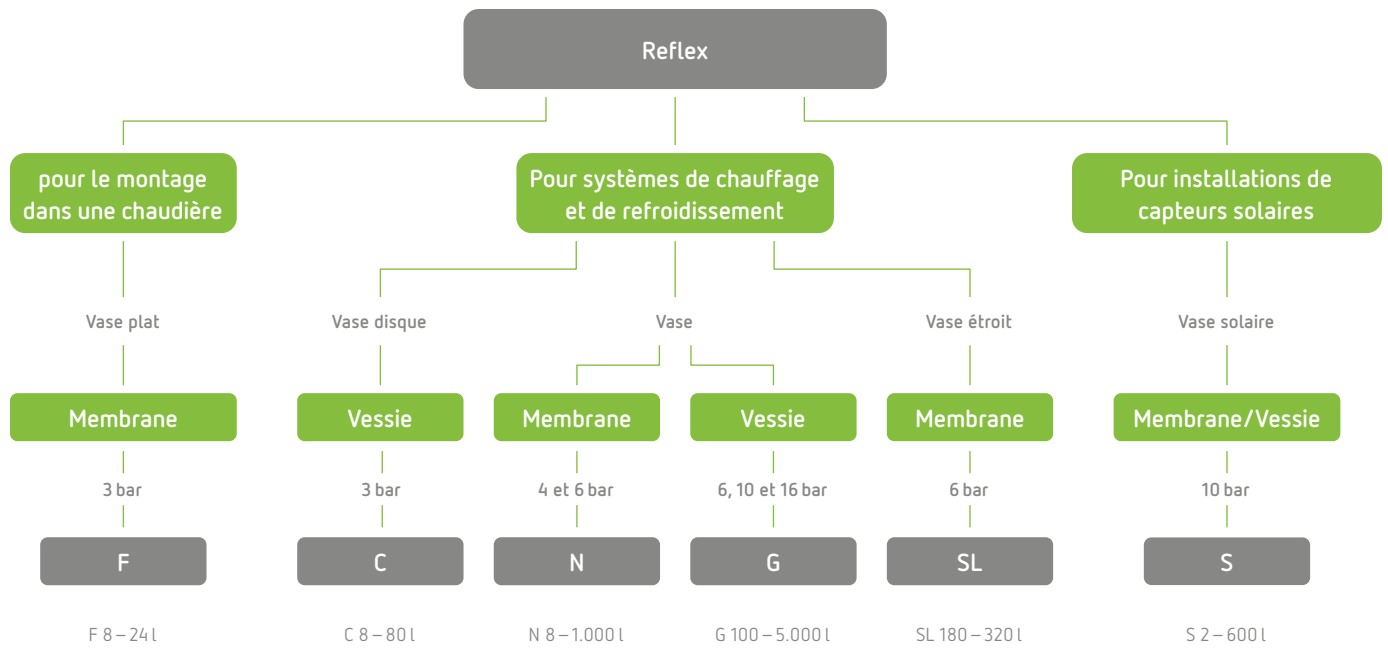 Reflex
pour le montage
dans une chaudière
Pour systèmes de chauffage
et de refroidissement
Pour installations de
capteurs solaires
Vase plat
Vase disque
Vase
Vase étroit
Vase solaire
Membrane
Vessie
Membrane
Vessie
Membrane
Membrane/Vessie
3 bar
3 bar
4 et 6 bar
6, 10 et 16 bar
6 bar
10 bar
F
C
N
G
SL
S
F 8 – 24 l
C 8 – 80 l
N 8 – 1.000 l
G 100 – 5.000 l
SL 180 – 320 l
S 2 – 600 l